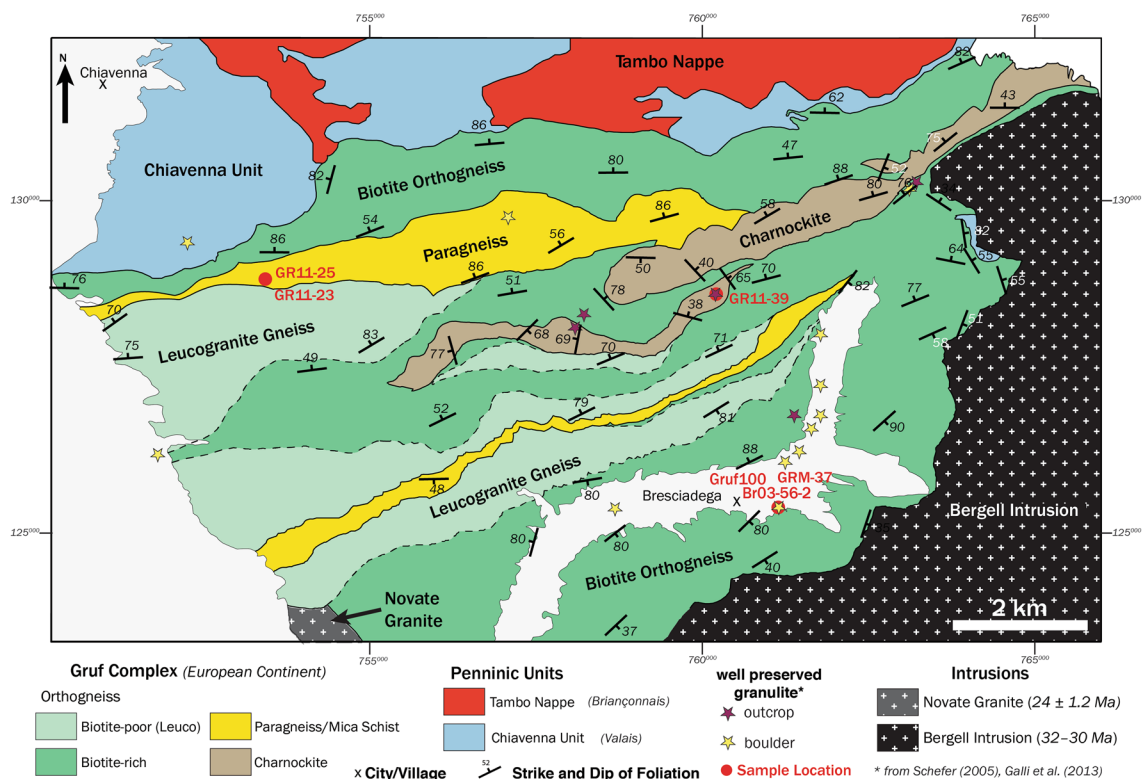 755⁰⁰⁰
760⁰⁰⁰
765⁰⁰⁰
N
Chiavenna
x
Tambo Nappe
82
43
62
86
75
Chiavenna Unit
47
82
80
88
52
Biotite Orthogneiss
80
76
34
130⁰⁰⁰
130⁰⁰⁰
54
86
58
Charnockite
86
Paragneiss
56
82
64
55
50
40
86
GR11-25
GR11-23
76
51
65
70
82
55
78
GR11-39
77
70
38
51
Leucogranite Gneiss
83
68
69
58
75
77
70
71
49
52
79
81
90
88
Leucogranite Gneiss
48
Gruf100
GRM-37
80
Bresciadega
x
Br03-56-2
Bergell Intrusion
125⁰⁰⁰
125⁰⁰⁰
80
80
80
Biotite Orthogneiss
40
Novate
Granite
37
2 km
755⁰⁰⁰
760⁰⁰⁰
765⁰⁰⁰
Gruf Complex (European Continent)
Orthogneiss
Biotite-poor (Leuco)
Paragneiss/Mica Schist
Biotite-rich
Charnockite
Penninic Units
Tambo Nappe (Briançonnais)
Chiavenna Unit (Valais)
x City/Village
52
Strike and Dip of Foliation
well preserved
granulite*
outcrop
boulder
Sample Location
Intrusions
Novate Granite (24 ± 1.2 Ma)
Bergell Intrusion (32–30 Ma)
* from Schefer (2005), Galli et al. (2013)